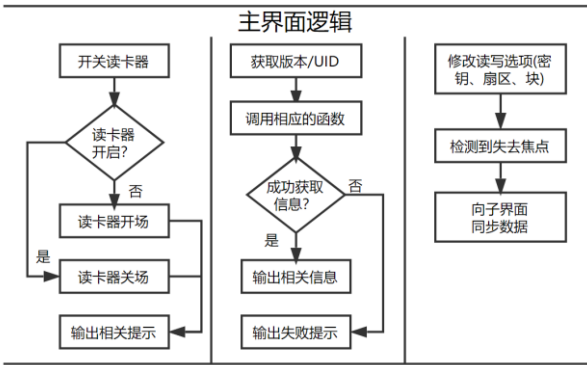 主界面逻辑
开关读卡器
读卡器
开启?
否
读卡器开场
是
读卡器关场
输出相关提示
获取版本/UID
调用相应的函数
成功获取
信息?
否
是
输出相关信息
输出失败提示
修改读写选项(密
钥、扇区、块)
检测到失去焦点
向子界面
同步数据